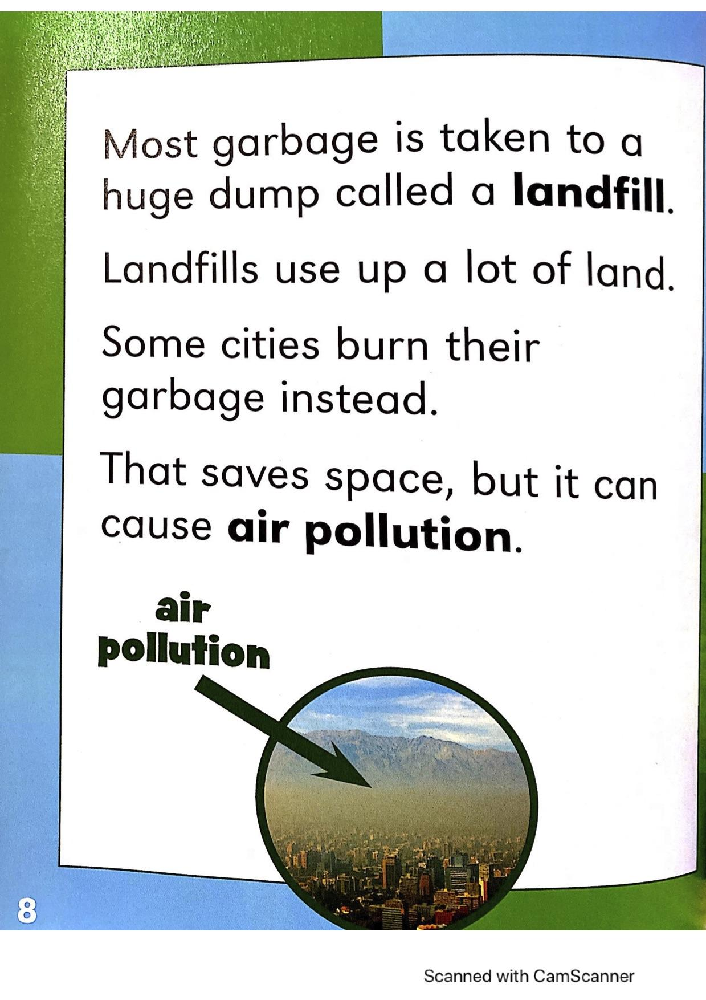 Most garbage is taken to a
huge dump called a landfill.
Landfills use up a lot of land.
Some cities burn their
garbage instead.
That saves space, but it can
cause air pollution.
air
pollution
8
Scanned with CamScanner